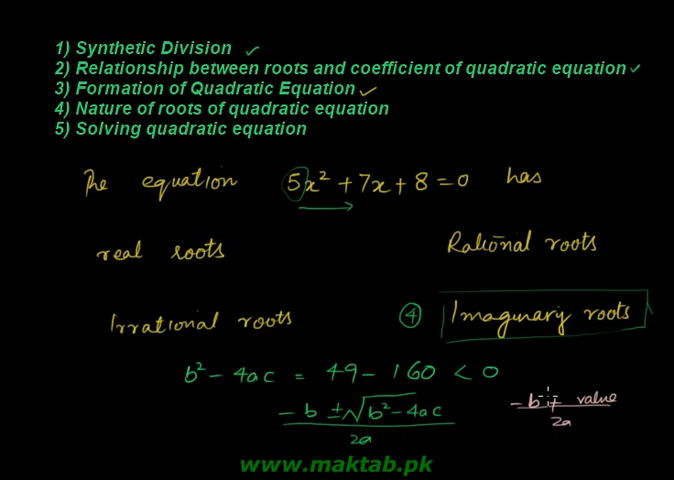 1) Synthetic Division ✓
2) Relationship between roots and coefficient of quadratic equation ✓
3) Formation of Quadratic Equation ✓
4) Nature of roots of quadratic equation
5) Solving quadratic equation
The equation 5x² + 7x + 8 = 0 has
real roots Rational roots
Irrational roots ④ Imaginary roots
b² - 4ac = 49 - 160 < 0
-b ± √b² - 4ac -b + value
2a 2a
www.maktab.pk